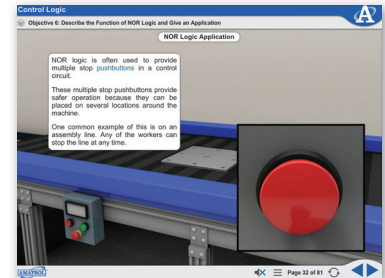 Control Logic
Objective 6: Describe the Function of NOR Logic and Give an Application
NOR Logic Application
NOR logic is often used to provide
multiple stop pushbuttons in a control
circuit.
These multiple stop pushbuttons provide
safer operation because they can be
placed on several locations around the
machine.
One common example of this is on an
assembly line. Any of the workers can
stop the line at any time.
AMATROL
Page 32 of 81